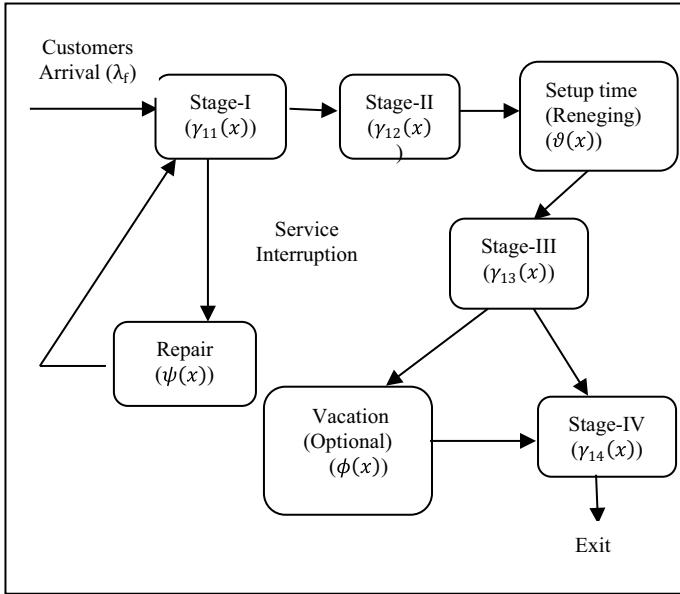 Customers
Arrival (λf)
Stage-I
(γ11(x))
Stage-II
(γ12(x)
)
Setup time
(Reneging)
(ϑ(x))
Service
Interruption
Stage-III
(γ13(x))
Repair
(ψ(x))
Vacation
(Optional)
(ϕ(x))
Stage-IV
(γ14(x))
Exit